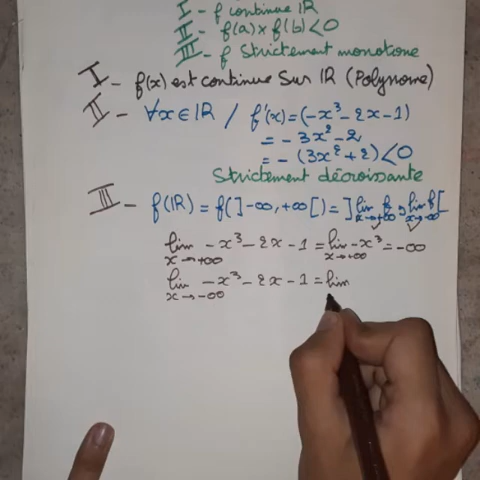 I - f continue IR
II - f(a) x f(b) < 0
III - f Strictement monotone
I - f(x) est continue Sur IR (Polynome)
II - ∀x ∈ IR / f'(x) = (-x³ - 2x - 1)
= -3x² - 2
= - (3x² + 2) < 0
Strictement décroissante
III - f(IR) = f(]-∞, +∞[) = ]lim f x→+∞, lim f x→-∞[
lim x→+∞ -x³ - 2x - 1 = lim x→+∞ -x³ = -∞
lim x→-∞ -x³ - 2x - 1 = lim